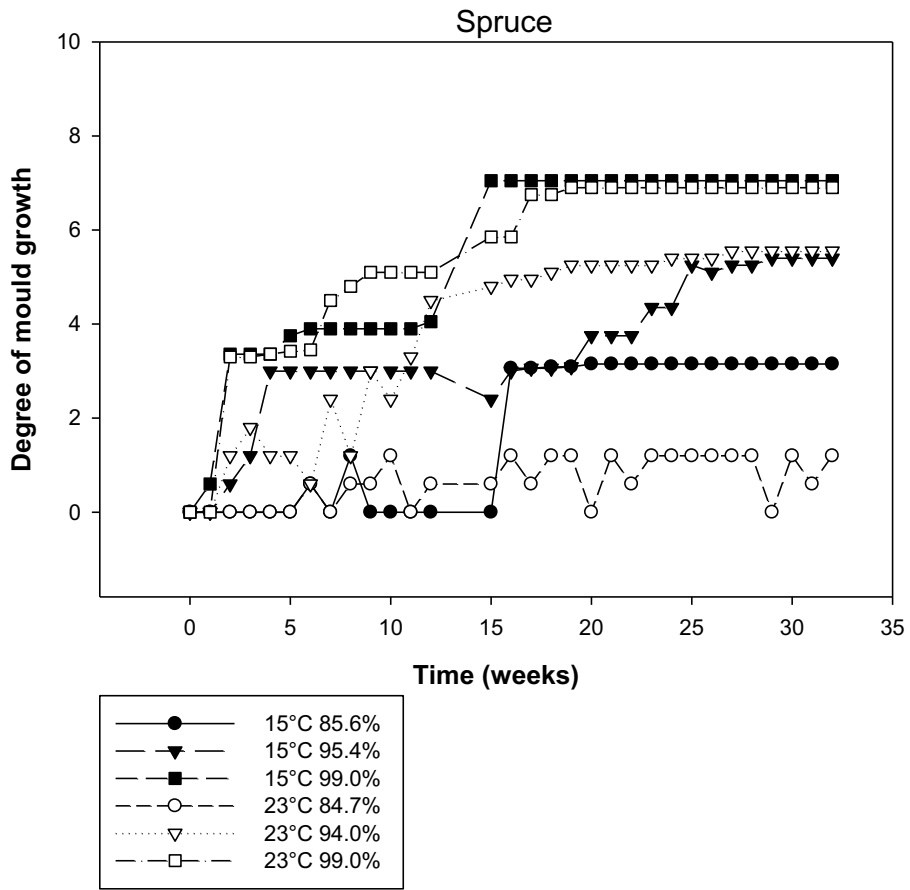 Spruce
10
8
6
4
2
0
Degree of mould growth
0 5 10 15 20 25 30 35
Time (weeks)
15°C 85.6%
15°C 95.4%
15°C 99.0%
23°C 84.7%
23°C 94.0%
23°C 99.0%